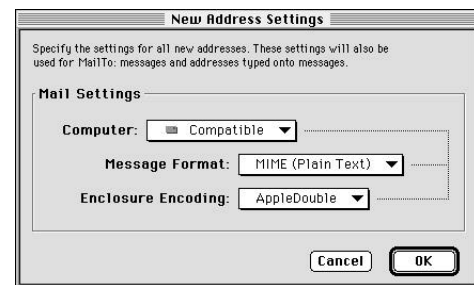 New Address Settings
Specify the settings for all new addresses. These settings will also be
used for MailTo: messages and addresses typed onto messages.
Mail Settings
Computer: Compatible
Message Format: MIME (Plain Text)
Enclosure Encoding: AppleDouble
Cancel OK